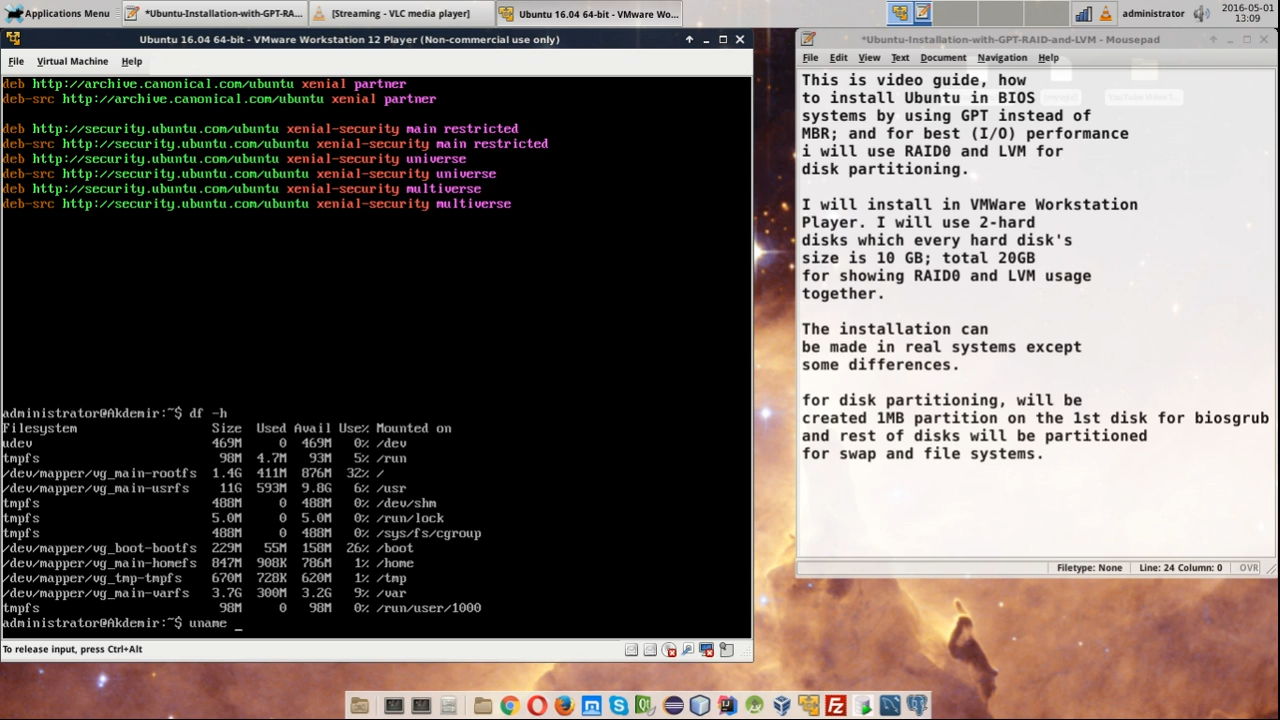 Applications Menu
*Ubuntu-Installation-with-GPT-RA...
[Streaming - VLC media player]
Ubuntu 16.04 64-bit - VMware Wo...
administrator
2016-05-01
13:09
Ubuntu 16.04 64-bit - VMware Workstation 12 Player (Non-commercial use only)
File Virtual Machine Help
deb http://archive.canonical.com/ubuntu xenial partner
deb-src http://archive.canonical.com/ubuntu xenial partner
deb http://security.ubuntu.com/ubuntu xenial-security main restricted
deb-src http://security.ubuntu.com/ubuntu xenial-security main restricted
deb http://security.ubuntu.com/ubuntu xenial-security universe
deb-src http://security.ubuntu.com/ubuntu xenial-security universe
deb http://security.ubuntu.com/ubuntu xenial-security multiverse
deb-src http://security.ubuntu.com/ubuntu xenial-security multiverse
administrator@Akdemir:~$ df -h
Filesystem Size Used Avail Use% Mounted on
udev 469M 0 469M 0% /dev
tmpfs 98M 4.7M 93M 5% /run
/dev/mapper/vg_main-rootfs 1.4G 411M 876M 32% /
/dev/mapper/vg_main-usrfs 11G 593M 9.8G 6% /usr
tmpfs 488M 0 488M 0% /dev/shm
tmpfs 5.0M 0 5.0M 0% /run/lock
tmpfs 488M 0 488M 0% /sys/fs/cgroup
/dev/mapper/vg_boot-bootfs 229M 55M 158M 26% /boot
/dev/mapper/vg_main-homefs 847M 908K 786M 1% /home
/dev/mapper/vg_tmp-tmpfs 670M 728K 620M 1% /tmp
/dev/mapper/vg_main-varfs 3.7G 300M 3.2G 9% /var
tmpfs 98M 0 98M 0% /run/user/1000
administrator@Akdemir:~$ uname _
To release input, press Ctrl+Alt
*Ubuntu-Installation-with-GPT-RAID-and-LVM - Mousepad
File Edit View Text Document Navigation Help
This is video guide, how
to install Ubuntu in BIOS
systems by using GPT instead of
MBR; and for best (I/O) performance
i will use RAID0 and LVM for
disk partitioning.
I will install in VMWare Workstation
Player. I will use 2-hard
disks which every hard disk's
size is 10 GB; total 20GB
for showing RAID0 and LVM usage
together.
The installation can
be made in real systems except
some differences.
for disk partitioning, will be
created 1MB partition on the 1st disk for biosgrub
and rest of disks will be partitioned
for swap and file systems.
Filetype: None Line: 24 Column: 0 OVR